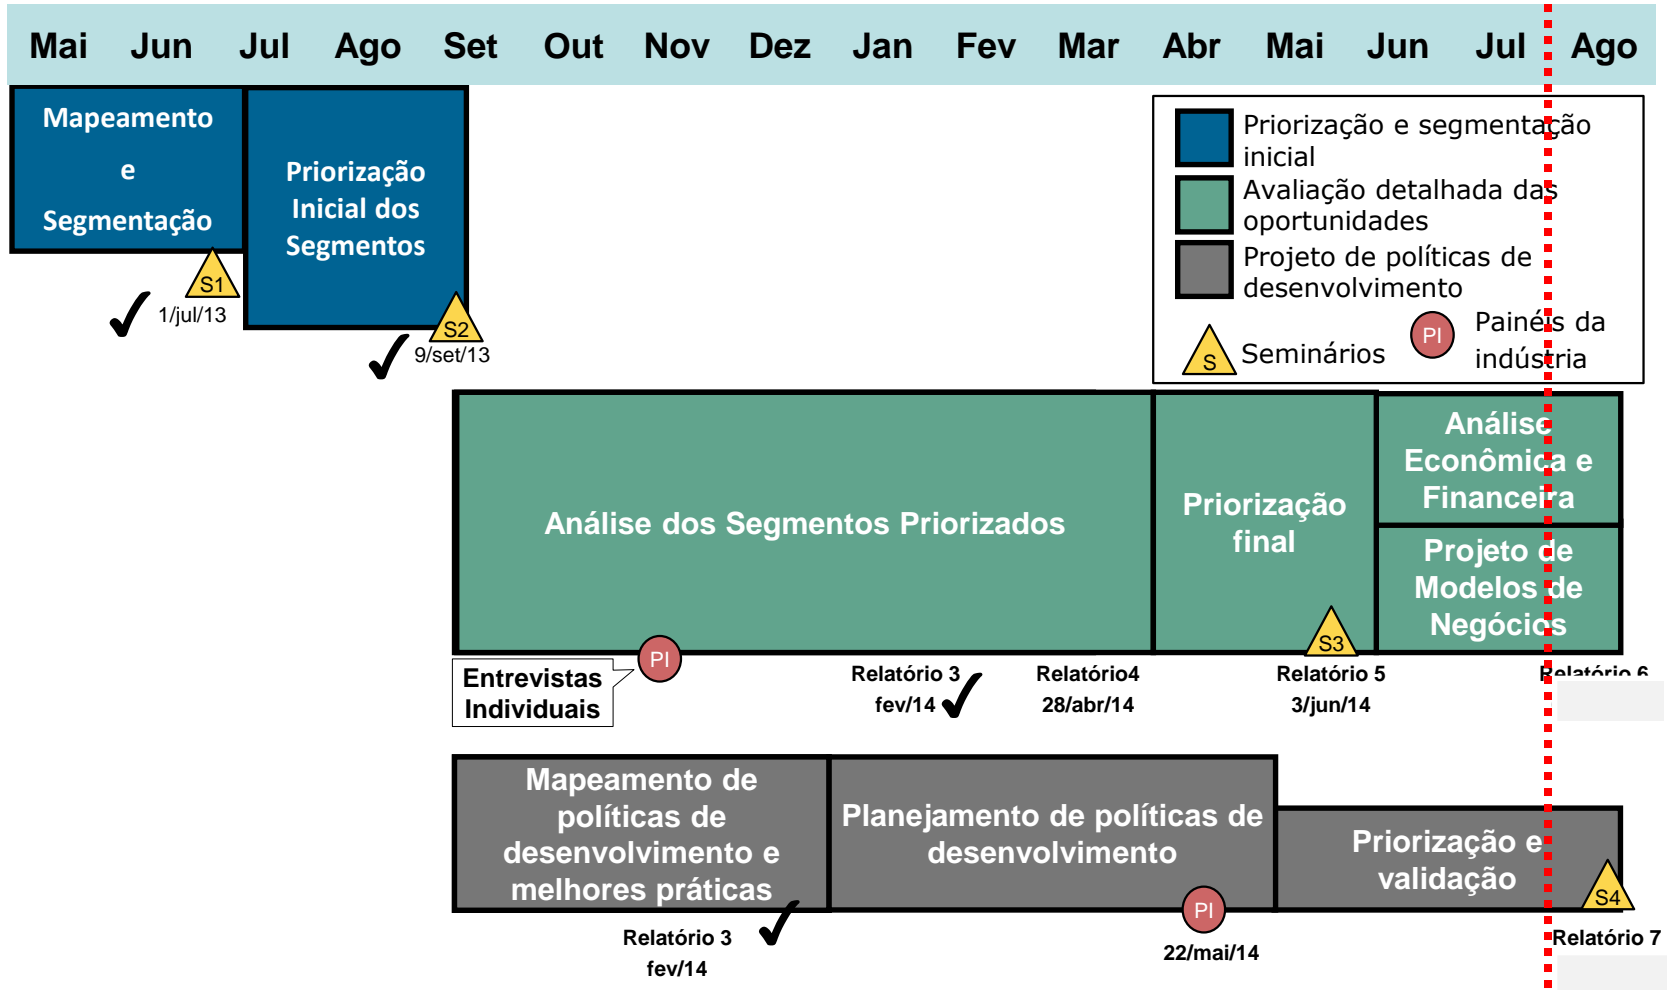 Mai Jun Jul Ago Set Out Nov Dez Jan Fev Mar Abr Mai Jun Jul Ago
Mapeamento
e
Segmentação
Priorização
Inicial dos
Segmentos
S1
1/jul/13
S2
9/set/13
Priorização e segmentação
inicial
Avaliação detalhada das
oportunidades
Projeto de políticas de
desenvolvimento
S
Seminários
PI
Painéis da
indústria
Análise dos Segmentos Priorizados
Priorização
final
Análise
Econômica e
Financeira
Projeto de
Modelos de
Negócios
S3
PI
Entrevistas
Individuais
Relatório 3
fev/14
Relatório4
28/abr/14
Relatório 5
3/jun/14
Relatório 6
Mapeamento de
políticas de
desenvolvimento e
melhores práticas
Planejamento de políticas de
desenvolvimento
Priorização e
validação
S4
PI
Relatório 3
fev/14
22/mai/14
Relatório 7